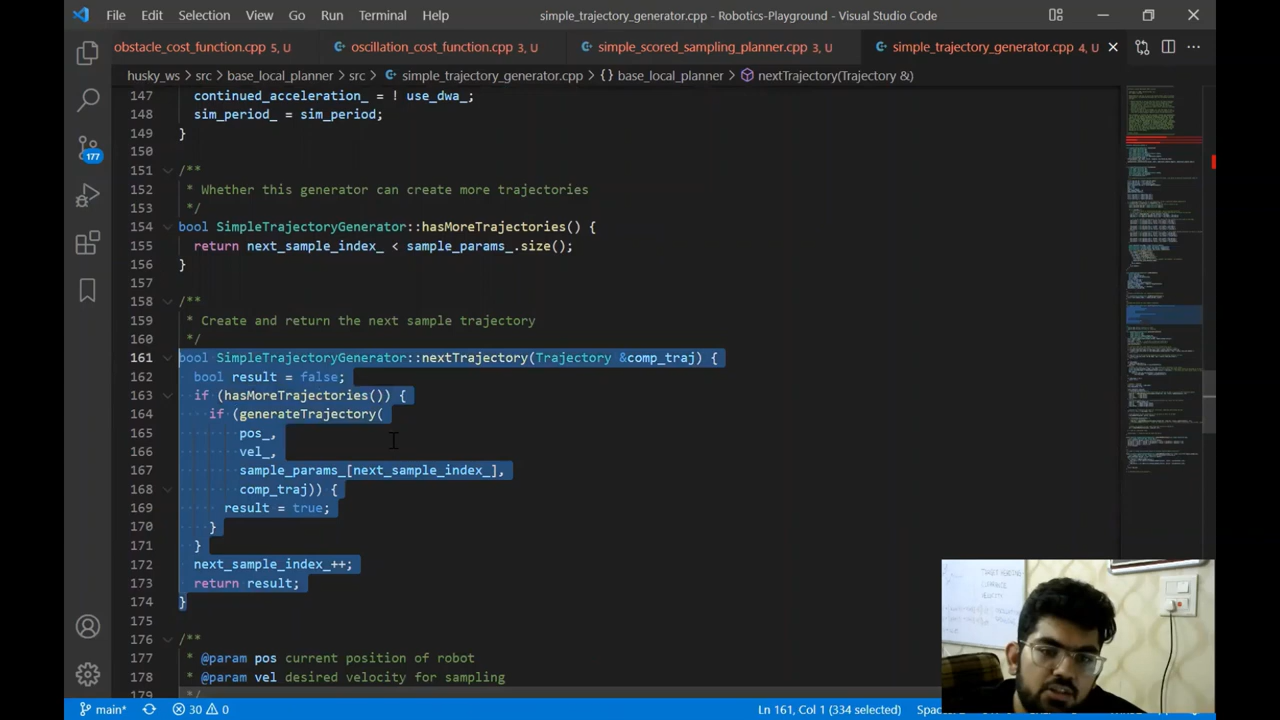 File Edit Selection View Go Run Terminal Help simple_trajectory_generator.cpp - Robotics-Playground - Visual Studio Code
obstacle_cost_function.cpp 5, U oscillation_cost_function.cpp 3, U simple_scored_sampling_planner.cpp 3, U simple_trajectory_generator.cpp 4, U
husky_ws > src > base_local_planner > src > simple_trajectory_generator.cpp > {} base_local_planner > nextTrajectory(Trajectory &)
147 continued_acceleration_ = ! use_dwa_;
148 sim_period_ = sim_period;
149 }
150
151 /**
152 * Whether this generator can create more trajectories
153 */
154 bool SimpleTrajectoryGenerator::hasMoreTrajectories() {
155 return next_sample_index_ < sample_params_.size();
156 }
157
158 /**
159 * Create and return the next sample trajectory
160 */
161 bool SimpleTrajectoryGenerator::nextTrajectory(Trajectory &comp_traj) {
162 bool result = false;
163 if (hasMoreTrajectories()) {
164 if (generateTrajectory(
165 pos_,
166 vel_,
167 sample_params_[next_sample_index_],
168 comp_traj)) {
169 result = true;
170 }
171 }
172 next_sample_index_++;
173 return result;
174 }
175
176 /**
177 * @param pos current position of robot
178 * @param vel desired velocity for sampling
179 */
177
main* 30 0 Ln 161, Col 1 (334 selected)